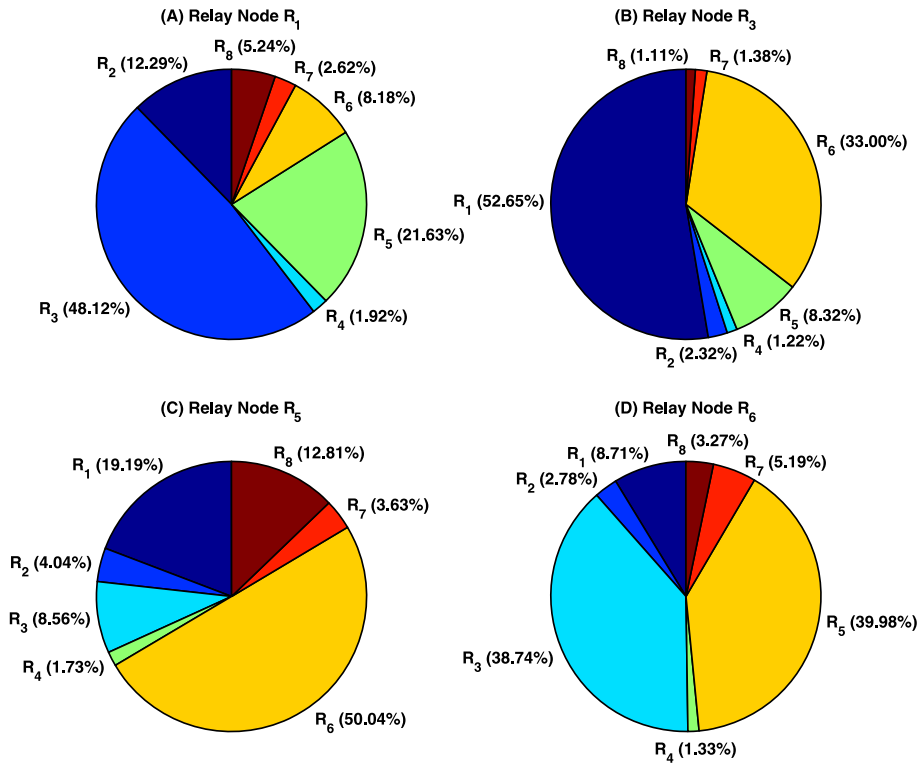 (A) Relay Node R₁
R₈ (5.24%)
R₇ (2.62%)
R₂ (12.29%)
R₆ (8.18%)
R₅ (21.63%)
R₃ (48.12%)
R₄ (1.92%)
(B) Relay Node R₃
R₈ (1.11%)
R₇ (1.38%)
R₆ (33.00%)
R₁ (52.65%)
R₅ (8.32%)
R₄ (1.22%)
R₂ (2.32%)
(C) Relay Node R₅
R₈ (12.81%)
R₁ (19.19%)
R₇ (3.63%)
R₂ (4.04%)
R₃ (8.56%)
R₄ (1.73%)
R₆ (50.04%)
(D) Relay Node R₆
R₈ (3.27%)
R₁ (8.71%)
R₇ (5.19%)
R₂ (2.78%)
R₅ (39.98%)
R₃ (38.74%)
R₄ (1.33%)